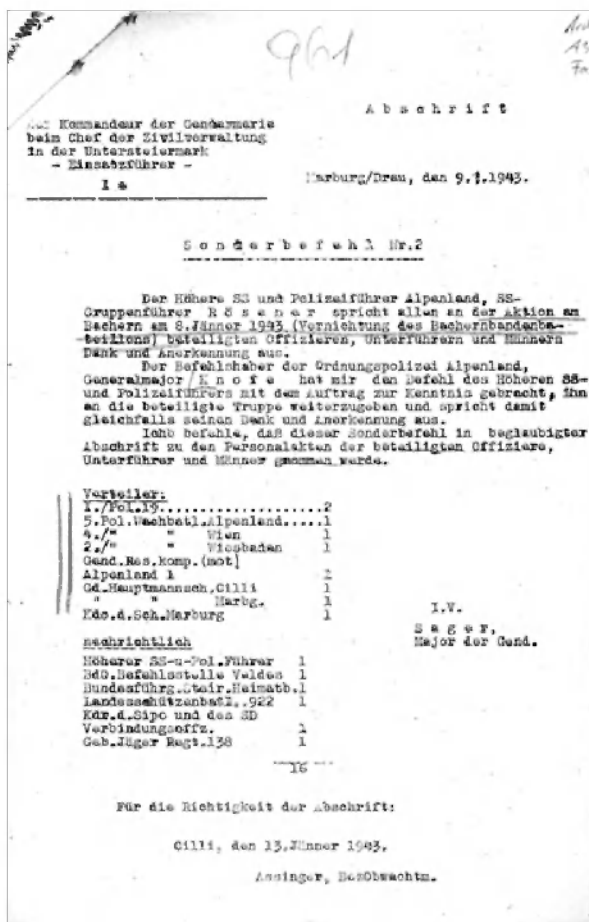 961
Abschrift
Kommandeur der Gendarmerie
beim Chef der Zivilverwaltung
in der Untersteiermark
- Einsatzführer -
Marburg/Drau, den 9.1.1943.
Sonderbefehl Nr.2
Der Höhere SS und Polizeiführer Alpenland, SS-
Gruppenführer Rösener spricht allen an der Aktion am
Bachern am 8.Jänner 1943 (Vernichtung des Bachernbandenba-
taillons) beteiligten Offizieren, Unterführern und Männern
Dank und Anerkennung aus.
Der Befehlshaber der Ordnungspolizei Alpenland,
Generalmajor Knofe hat mir den Befehl des Höheren SS-
und Polizeiführers mit dem Auftrag zur Kenntnis gebracht, ihn
an die beteiligte Truppe weiterzugeben und spricht damit
gleichfalls seinen Dank und Anerkennung aus.
Ichb befehle, daß dieser Sonderbefehl in beglaubigter
Abschrift zu den Personalakten der beteiligten Offiziere,
Unterführer und Männer werde.
Verteiler:
1./Pol.19.....................2
5.Pol.Wachbatl.Alpenland.....1
4./" " Wien 1
2./" " Wiesbaden 1
Gend.Res.komp.(mot)
Alpenland 1
Gd.Hauptmannsch.Cilli 1
" " Marbg. 1
Kdo.d.Sch.Marburg 1
I.V.
Sager,
Major der Gend.
nachrichtlich
Höherer SS-u-Pol.Führer 1
BdO.Befehlsstelle Veldes 1
Bundesführg.Steir.Heimatb.1
Landesschützenbatl..922 1
Kdr.d.Sipo und des SD
Verbindungsoffz. 1
Geb.Jäger Regt.138 1
16
Für die Richtigkeit der Abschrift:
Cilli, den 13.Jänner 1943.
Assinger, BezObwachtm.